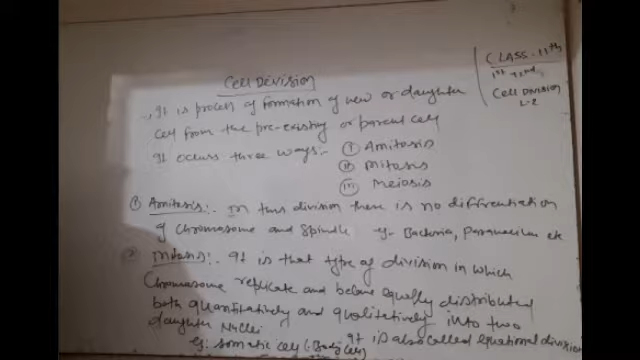 CLASS-11th
1st
Cell Division
L-2
Cell Division
It is process of formation of new or daughter
cell from the pre-existing or parent cell
It occurs three ways:- (I) Amitosis
(II) Mitosis
(III) Meiosis
(1) Amitosis:- In this division there is no differentiation
of chromosome and spindle eg- Bacteria, Paramecium etc
Mitosis:- It is that type of division in which
Chromosome replicate and equally distributed
both quantitatively and qualitatively into two
daughter Nuclei It is also called equational division
eg: somatic cell (Body cell)